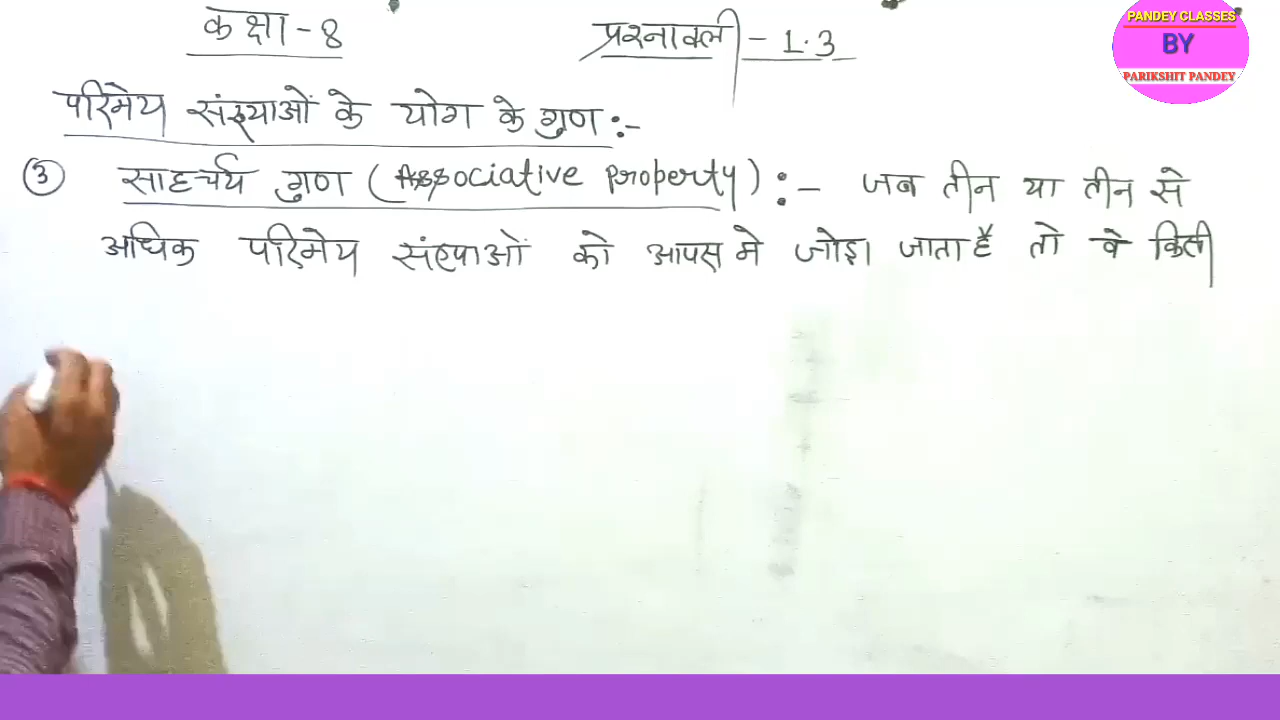 कक्षा - 8
प्रश्नावली - 1.3
PANDEY CLASSES
BY
PARIKSHIT PANDEY
परिमेय संख्याओं के योग के गुण :-
③ साहचर्य गुण ( Associative Property ) :- जब तीन या तीन से
अधिक परिमेय संख्याओं को आपस मे जोड़ा जाता है तो वे किसी